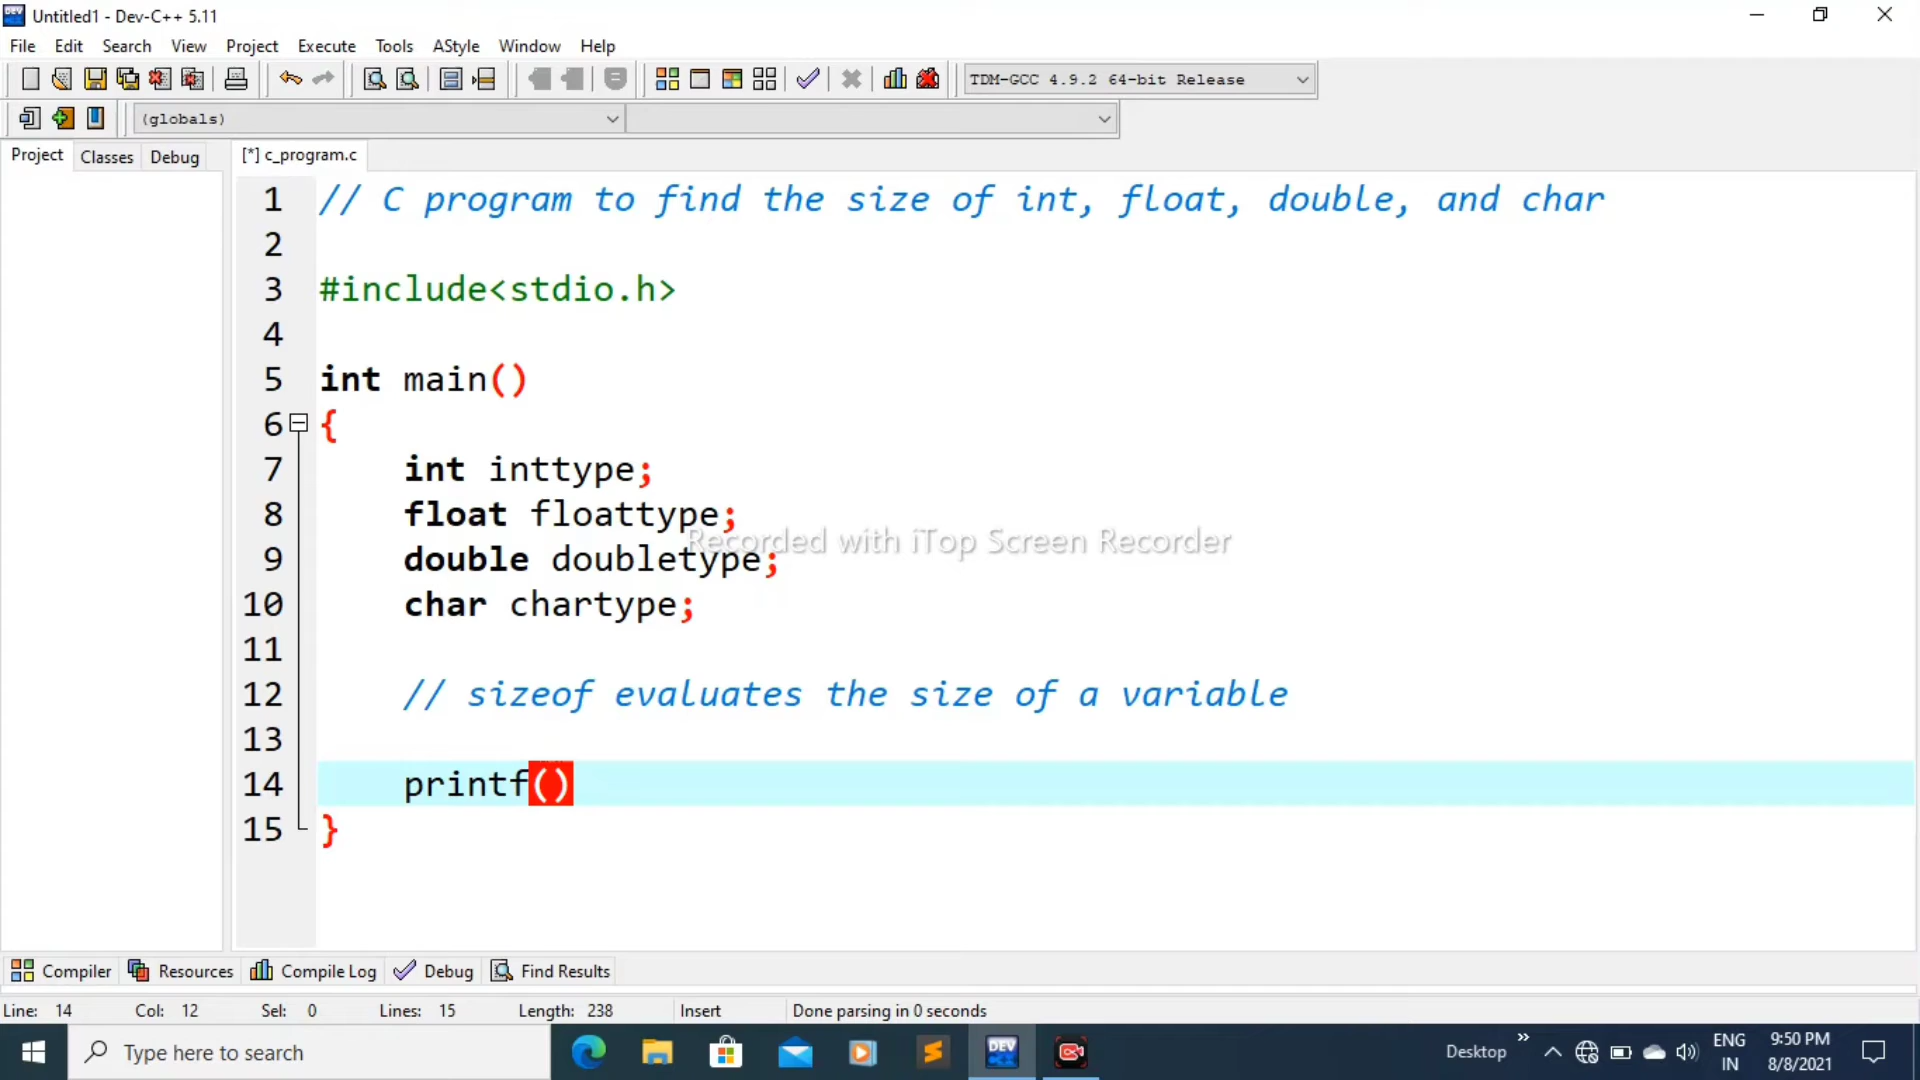 Untitled1 - Dev-C++ 5.11
File Edit Search View Project Execute Tools AStyle Window Help
TDM-GCC 4.9.2 64-bit Release
(globals)
Project Classes Debug [*] c_program.c
1 // C program to find the size of int, float, double, and char
2
3 #include<stdio.h>
4
5 int main()
6 {
7 int inttype;
8 float floattype;
Recorded with iTop Screen Recorder
9 double doubletype;
10 char chartype;
11
12 // sizeof evaluates the size of a variable
13
14 printf()
15 }
Compiler Resources Compile Log Debug Find Results
Line: 14 Col: 12 Sel: 0 Lines: 15 Length: 238 Insert Done parsing in 0 seconds
Type here to search DEV Desktop ENG 9:50 PM
IN 8/8/2021